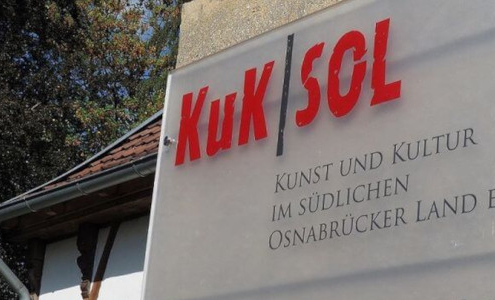 KuK|SOL
KUNST UND KULTUR
IM SÜDLICHEN
OSNABRÜCKER LAND E